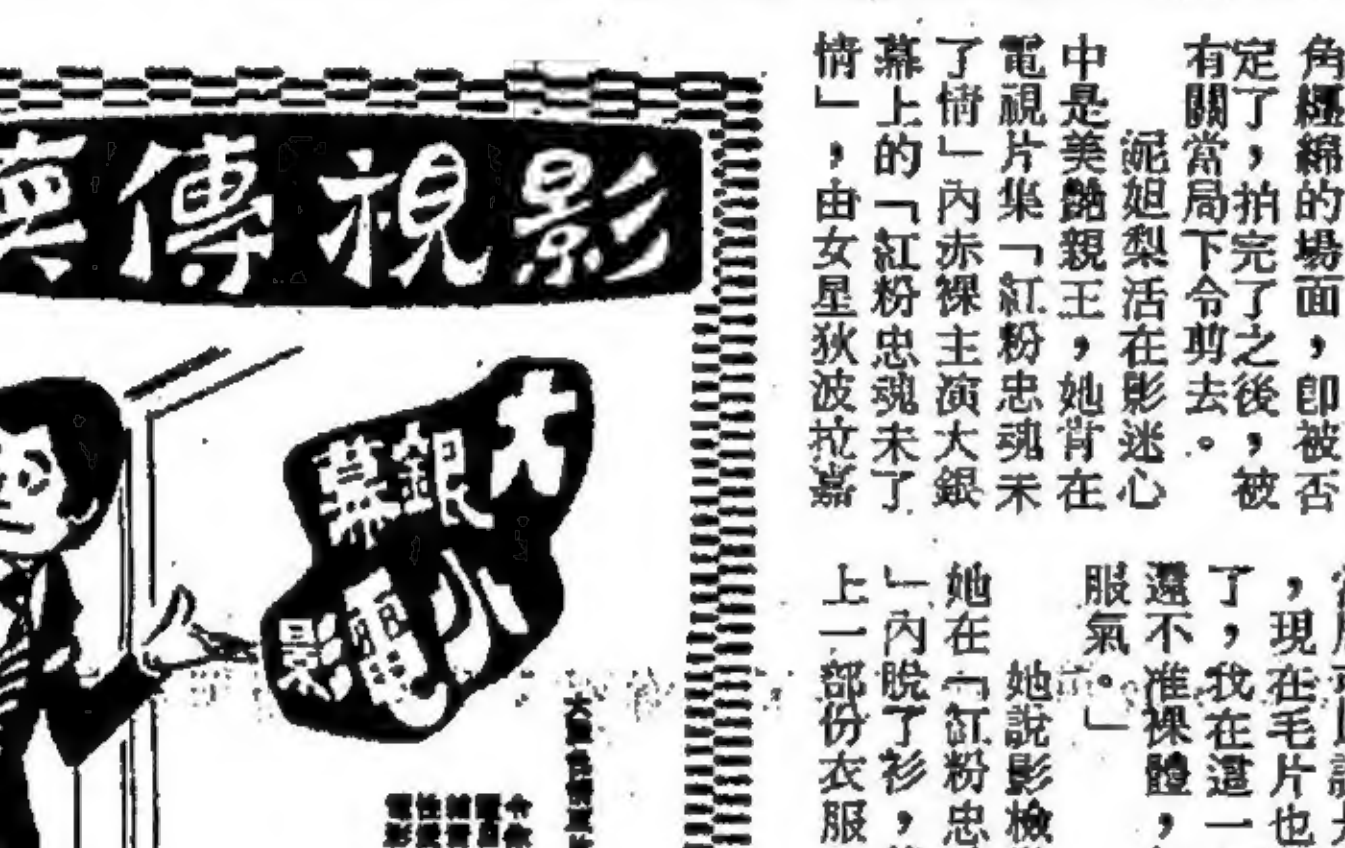 角纏綿的場面，卽被否
定了，拍完了之後，被
有關當局下令剪去。
泥妲梨活在影迷心
中是美艷親王，她肯在
電視片集「紅粉忠魂未
了情」內赤裸主演大銀
幕上的「紅粉忠魂未了
情」，由女星狄波拉嘉
，現在毛片也
了，我在這一
還不准裸體，
服氣。」
她說影檢
她在「紅粉忠
」內脫了衫，
上一部份衣服
影視傳真
大銀幕
小電影